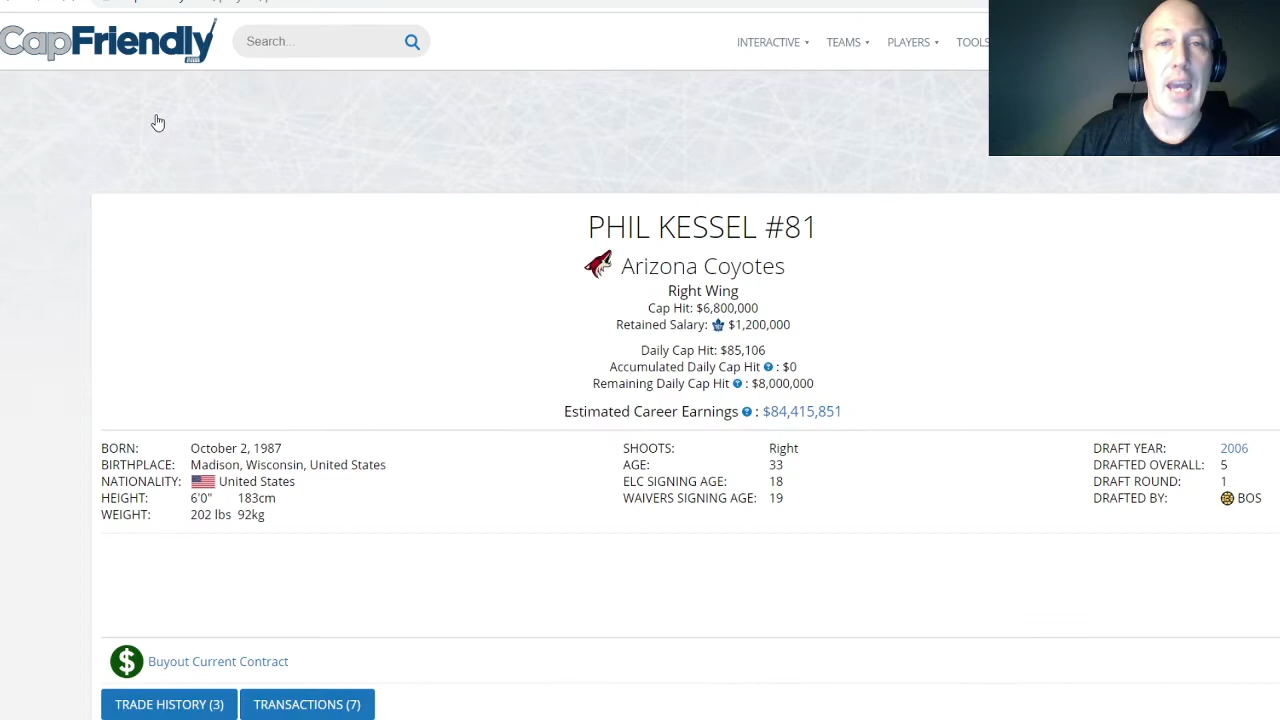 CapFriendly
Search...
INTERACTIVE
TEAMS
PLAYERS
TOOLS
PHIL KESSEL #81
Arizona Coyotes
Right Wing
Cap Hit: $6,800,000
Retained Salary: $1,200,000
Daily Cap Hit: $85,106
Accumulated Daily Cap Hit ? : $0
Remaining Daily Cap Hit ? : $8,000,000
Estimated Career Earnings ? : $84,415,851
BORN: October 2, 1987
BIRTHPLACE: Madison, Wisconsin, United States
NATIONALITY: United States
HEIGHT: 6'0" 183cm
WEIGHT: 202 lbs 92kg
SHOOTS: Right
AGE: 33
ELC SIGNING AGE: 18
WAIVERS SIGNING AGE: 19
DRAFT YEAR: 2006
DRAFTED OVERALL: 5
DRAFT ROUND: 1
DRAFTED BY: BOS
$ Buyout Current Contract
TRADE HISTORY (3)
TRANSACTIONS (7)